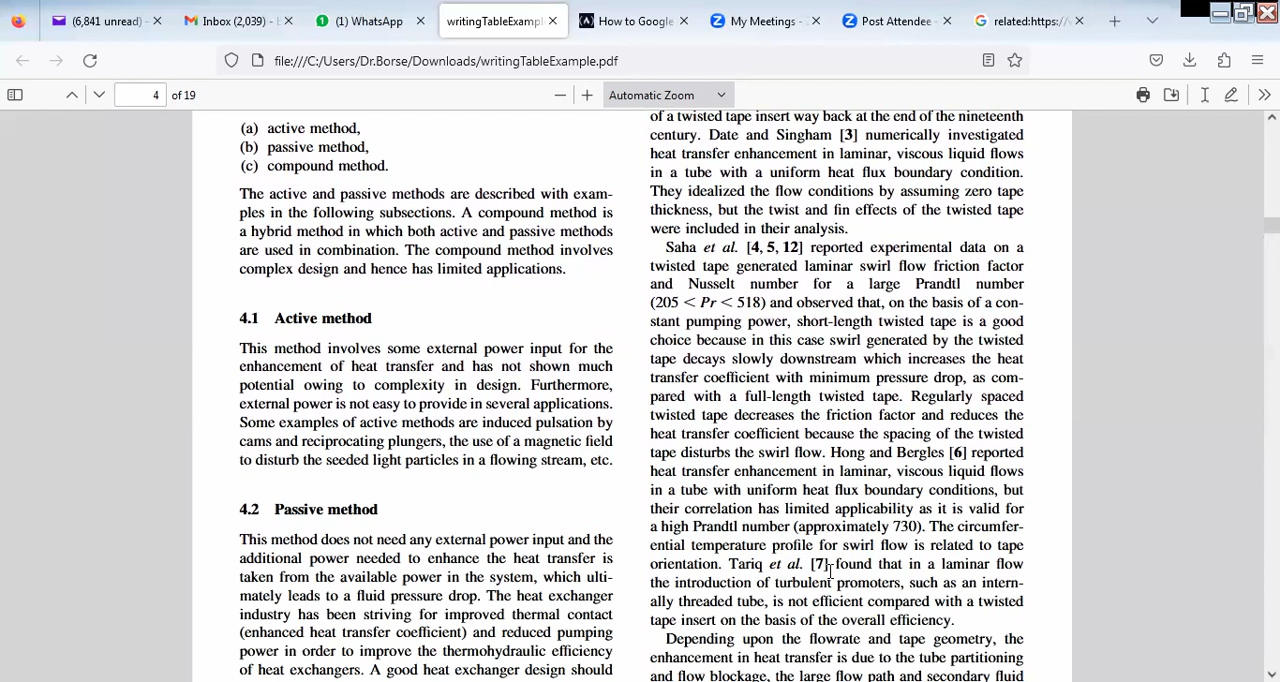 (6,841 unread) -
Inbox (2,039) -
(1) WhatsApp
writingTableExamp
How to Google
My Meetings -
Post Attendee -
related:https://
file:///C:/Users/Dr.Borse/Downloads/writingTableExample.pdf
4 of 19
Automatic Zoom
(a) active method,
(b) passive method,
(c) compound method.
The active and passive methods are described with exam-
ples in the following subsections. A compound method is
a hybrid method in which both active and passive methods
are used in combination. The compound method involves
complex design and hence has limited applications.
4.1 Active method
This method involves some external power input for the
enhancement of heat transfer and has not shown much
potential owing to complexity in design. Furthermore,
external power is not easy to provide in several applications.
Some examples of active methods are induced pulsation by
cams and reciprocating plungers, the use of a magnetic field
to disturb the seeded light particles in a flowing stream, etc.
4.2 Passive method
This method does not need any external power input and the
additional power needed to enhance the heat transfer is
taken from the available power in the system, which ulti-
mately leads to a fluid pressure drop. The heat exchanger
industry has been striving for improved thermal contact
(enhanced heat transfer coefficient) and reduced pumping
power in order to improve the thermohydraulic efficiency
of heat exchangers. A good heat exchanger design should
of a twisted tape insert way back at the end of the nineteenth
century. Date and Singham [3] numerically investigated
heat transfer enhancement in laminar, viscous liquid flows
in a tube with a uniform heat flux boundary condition.
They idealized the flow conditions by assuming zero tape
thickness, but the twist and fin effects of the twisted tape
were included in their analysis.
Saha et al. [4, 5, 12] reported experimental data on a
twisted tape generated laminar swirl flow friction factor
and Nusselt number for a large Prandtl number
(205 < Pr < 518) and observed that, on the basis of a con-
stant pumping power, short-length twisted tape is a good
choice because in this case swirl generated by the twisted
tape decays slowly downstream which increases the heat
transfer coefficient with minimum pressure drop, as com-
pared with a full-length twisted tape. Regularly spaced
twisted tape decreases the friction factor and reduces the
heat transfer coefficient because the spacing of the twisted
tape disturbs the swirl flow. Hong and Bergles [6] reported
heat transfer enhancement in laminar, viscous liquid flows
in a tube with uniform heat flux boundary conditions, but
their correlation has limited applicability as it is valid for
a high Prandtl number (approximately 730). The circumfer-
ential temperature profile for swirl flow is related to tape
orientation. Tariq et al. [7] found that in a laminar flow
the introduction of turbulent promoters, such as an intern-
ally threaded tube, is not efficient compared with a twisted
tape insert on the basis of the overall efficiency.
Depending upon the flowrate and tape geometry, the
enhancement in heat transfer is due to the tube partitioning
and flow blockage, the large flow path and secondary fluid